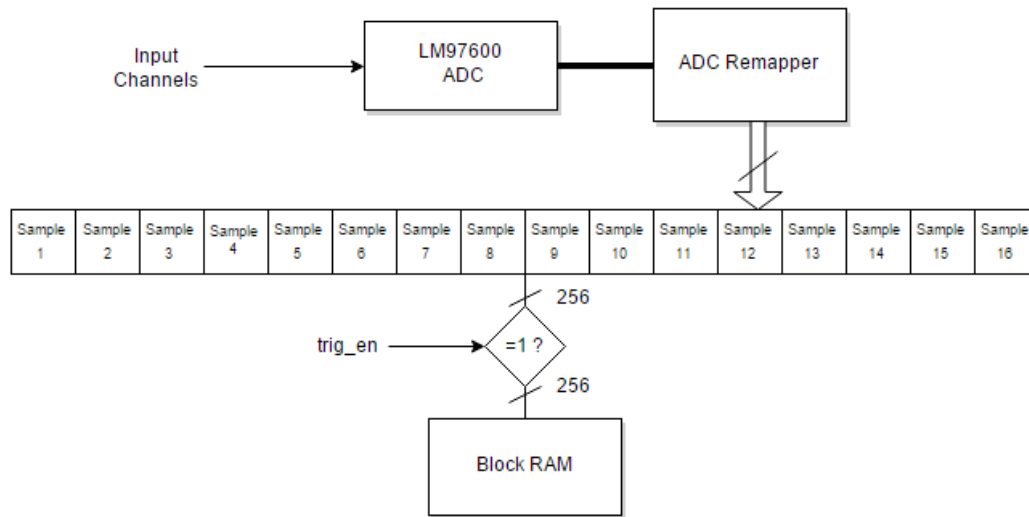 Input
Channels
LM97600
ADC
ADC Remapper
Sample
1
Sample
2
Sample
3
Sample
4
Sample
5
Sample
6
Sample
7
Sample
8
Sample
9
Sample
10
Sample
11
Sample
12
Sample
13
Sample
14
Sample
15
Sample
16
256
trig_en
=1 ?
256
Block RAM